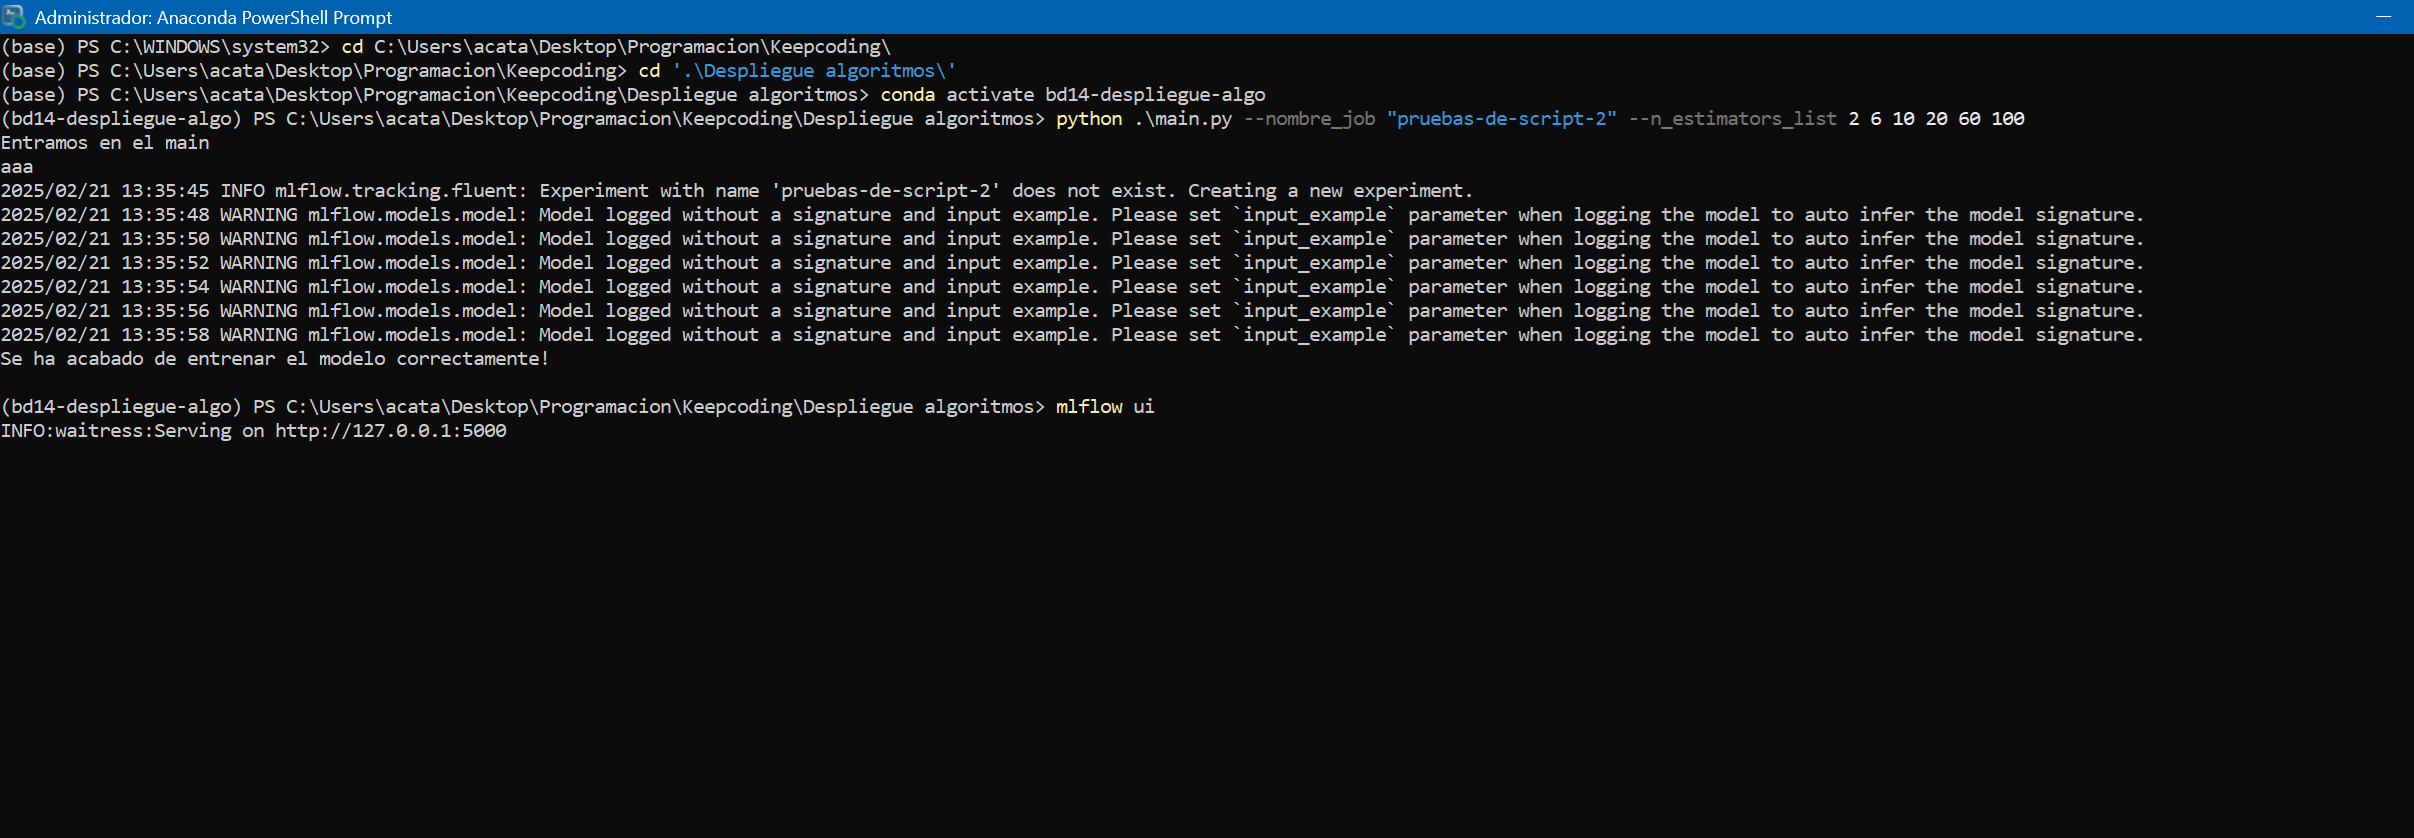 Administrador: Anaconda PowerShell Prompt
(base) PS C:\WINDOWS\system32> cd C:\Users\acata\Desktop\Programacion\Keepcoding\
(base) PS C:\Users\acata\Desktop\Programacion\Keepcoding> cd '.\Despliegue algoritmos\'
(base) PS C:\Users\acata\Desktop\Programacion\Keepcoding\Despliegue algoritmos> conda activate bd14-despliegue-algo
(bd14-despliegue-algo) PS C:\Users\acata\Desktop\Programacion\Keepcoding\Despliegue algoritmos> python .\main.py --nombre_job "pruebas-de-script-2" --n_estimators_list 2 6 10 20 60 100
Entramos en el main
aaa
2025/02/21 13:35:45 INFO mlflow.tracking.fluent: Experiment with name 'pruebas-de-script-2' does not exist. Creating a new experiment.
2025/02/21 13:35:48 WARNING mlflow.models.model: Model logged without a signature and input example. Please set `input_example` parameter when logging the model to auto infer the model signature.
2025/02/21 13:35:50 WARNING mlflow.models.model: Model logged without a signature and input example. Please set `input_example` parameter when logging the model to auto infer the model signature.
2025/02/21 13:35:52 WARNING mlflow.models.model: Model logged without a signature and input example. Please set `input_example` parameter when logging the model to auto infer the model signature.
2025/02/21 13:35:54 WARNING mlflow.models.model: Model logged without a signature and input example. Please set `input_example` parameter when logging the model to auto infer the model signature.
2025/02/21 13:35:56 WARNING mlflow.models.model: Model logged without a signature and input example. Please set `input_example` parameter when logging the model to auto infer the model signature.
2025/02/21 13:35:58 WARNING mlflow.models.model: Model logged without a signature and input example. Please set `input_example` parameter when logging the model to auto infer the model signature.
Se ha acabado de entrenar el modelo correctamente!
(bd14-despliegue-algo) PS C:\Users\acata\Desktop\Programacion\Keepcoding\Despliegue algoritmos> mlflow ui
INFO:waitress:Serving on http://127.0.0.1:5000